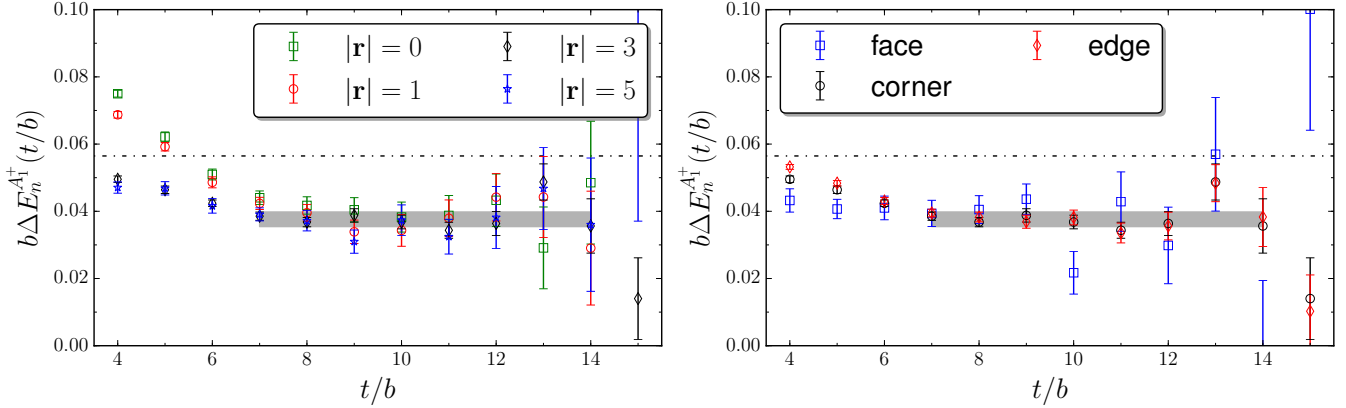 0.10
0.08
0.06
0.04
0.02
0.00
bΔE_n^{A_1^+}(t/b)
|r| = 0
|r| = 1
|r| = 3
|r| = 5
4 6 8 10 12 14
t/b
0.10
0.08
0.06
0.04
0.02
0.00
bΔE_n^{A_1^+}(t/b)
face
corner
edge
4 6 8 10 12 14
t/b